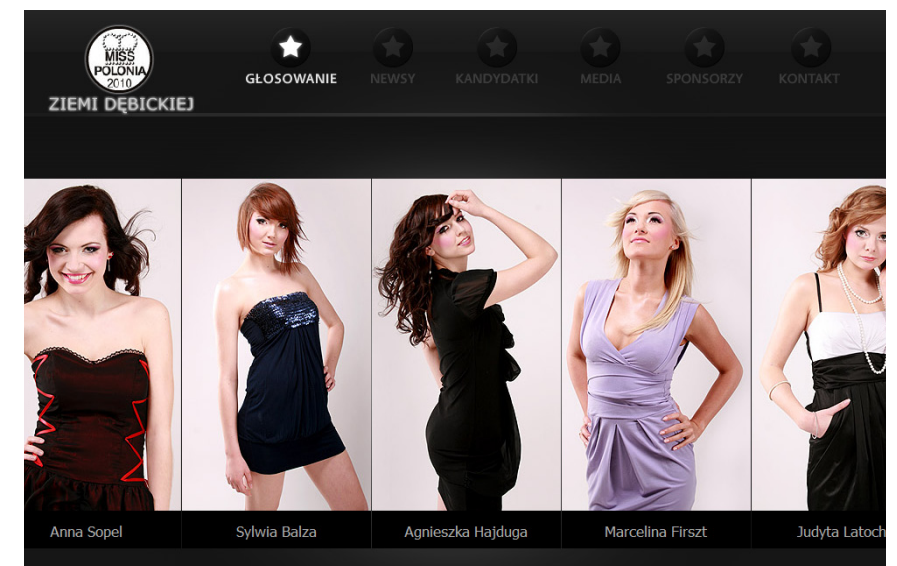 MISS
POLONIA
2010
ZIEMI DĘBICKIEJ
GŁOSOWANIE
NEWSY
KANDYDATKI
MEDIA
SPONSORZY
KONTAKT
Anna Sopel
Sylwia Balza
Agnieszka Hajduga
Marcelina Firszt
Judyta Latoch